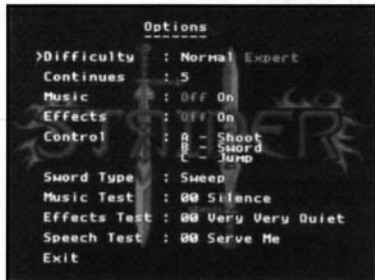 Options
>Difficulty : Normal Expert
Continues : 5
Music : Off On
Effects : Off On
Control : A - Shoot
B - Sword
C - Jump
Sword Type : Sweep
Music Test : 00 Silence
Effects Test : 00 Very Very Quiet
Speech Test : 00 Serve Me
Exit
STRIDER